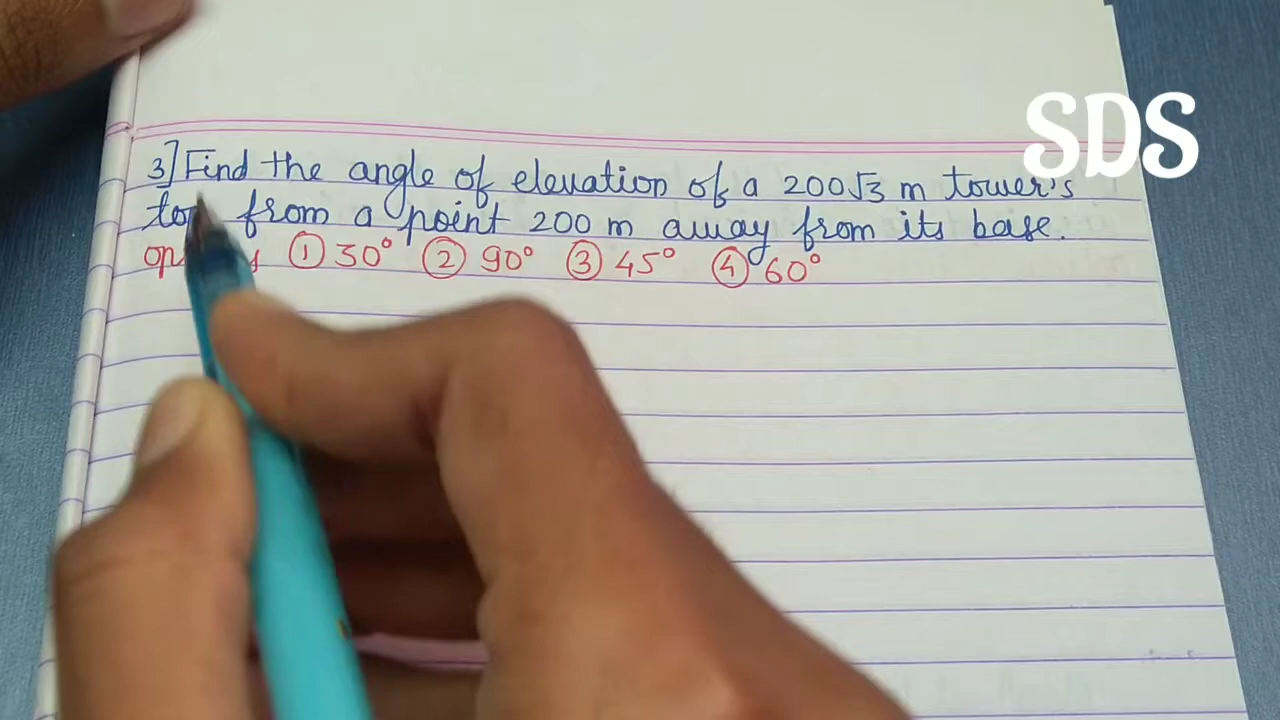 SDS
3] Find the angle of elevation of a 200√3 m tower's
top from a point 200 m away from its base.
① 30° ② 90° ③ 45° ④ 60°